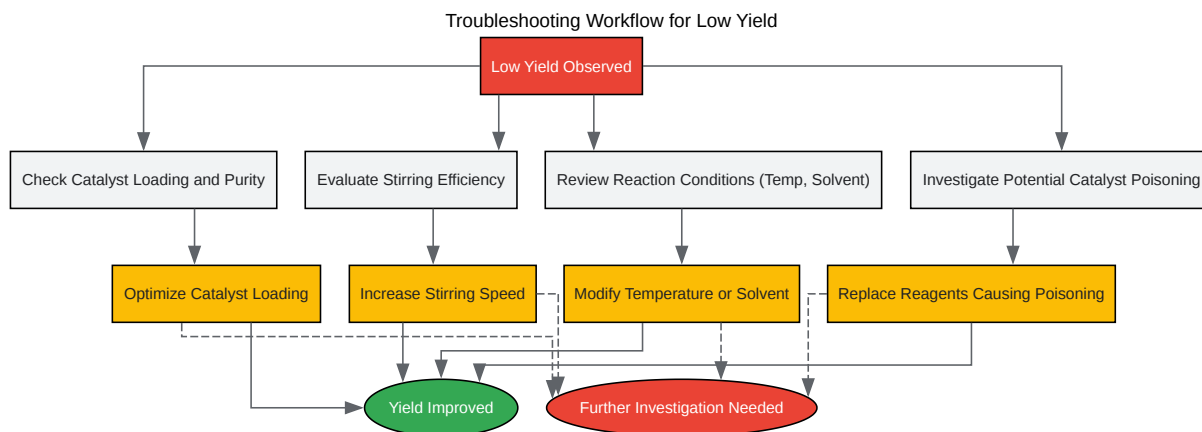 Troubleshooting Workflow for Low Yield
Low Yield Observed
Check Catalyst Loading and Purity
Evaluate Stirring Efficiency
Review Reaction Conditions (Temp, Solvent)
Investigate Potential Catalyst Poisoning
Optimize Catalyst Loading
Increase Stirring Speed
Modify Temperature or Solvent
Replace Reagents Causing Poisoning
Yield Improved
Further Investigation Needed